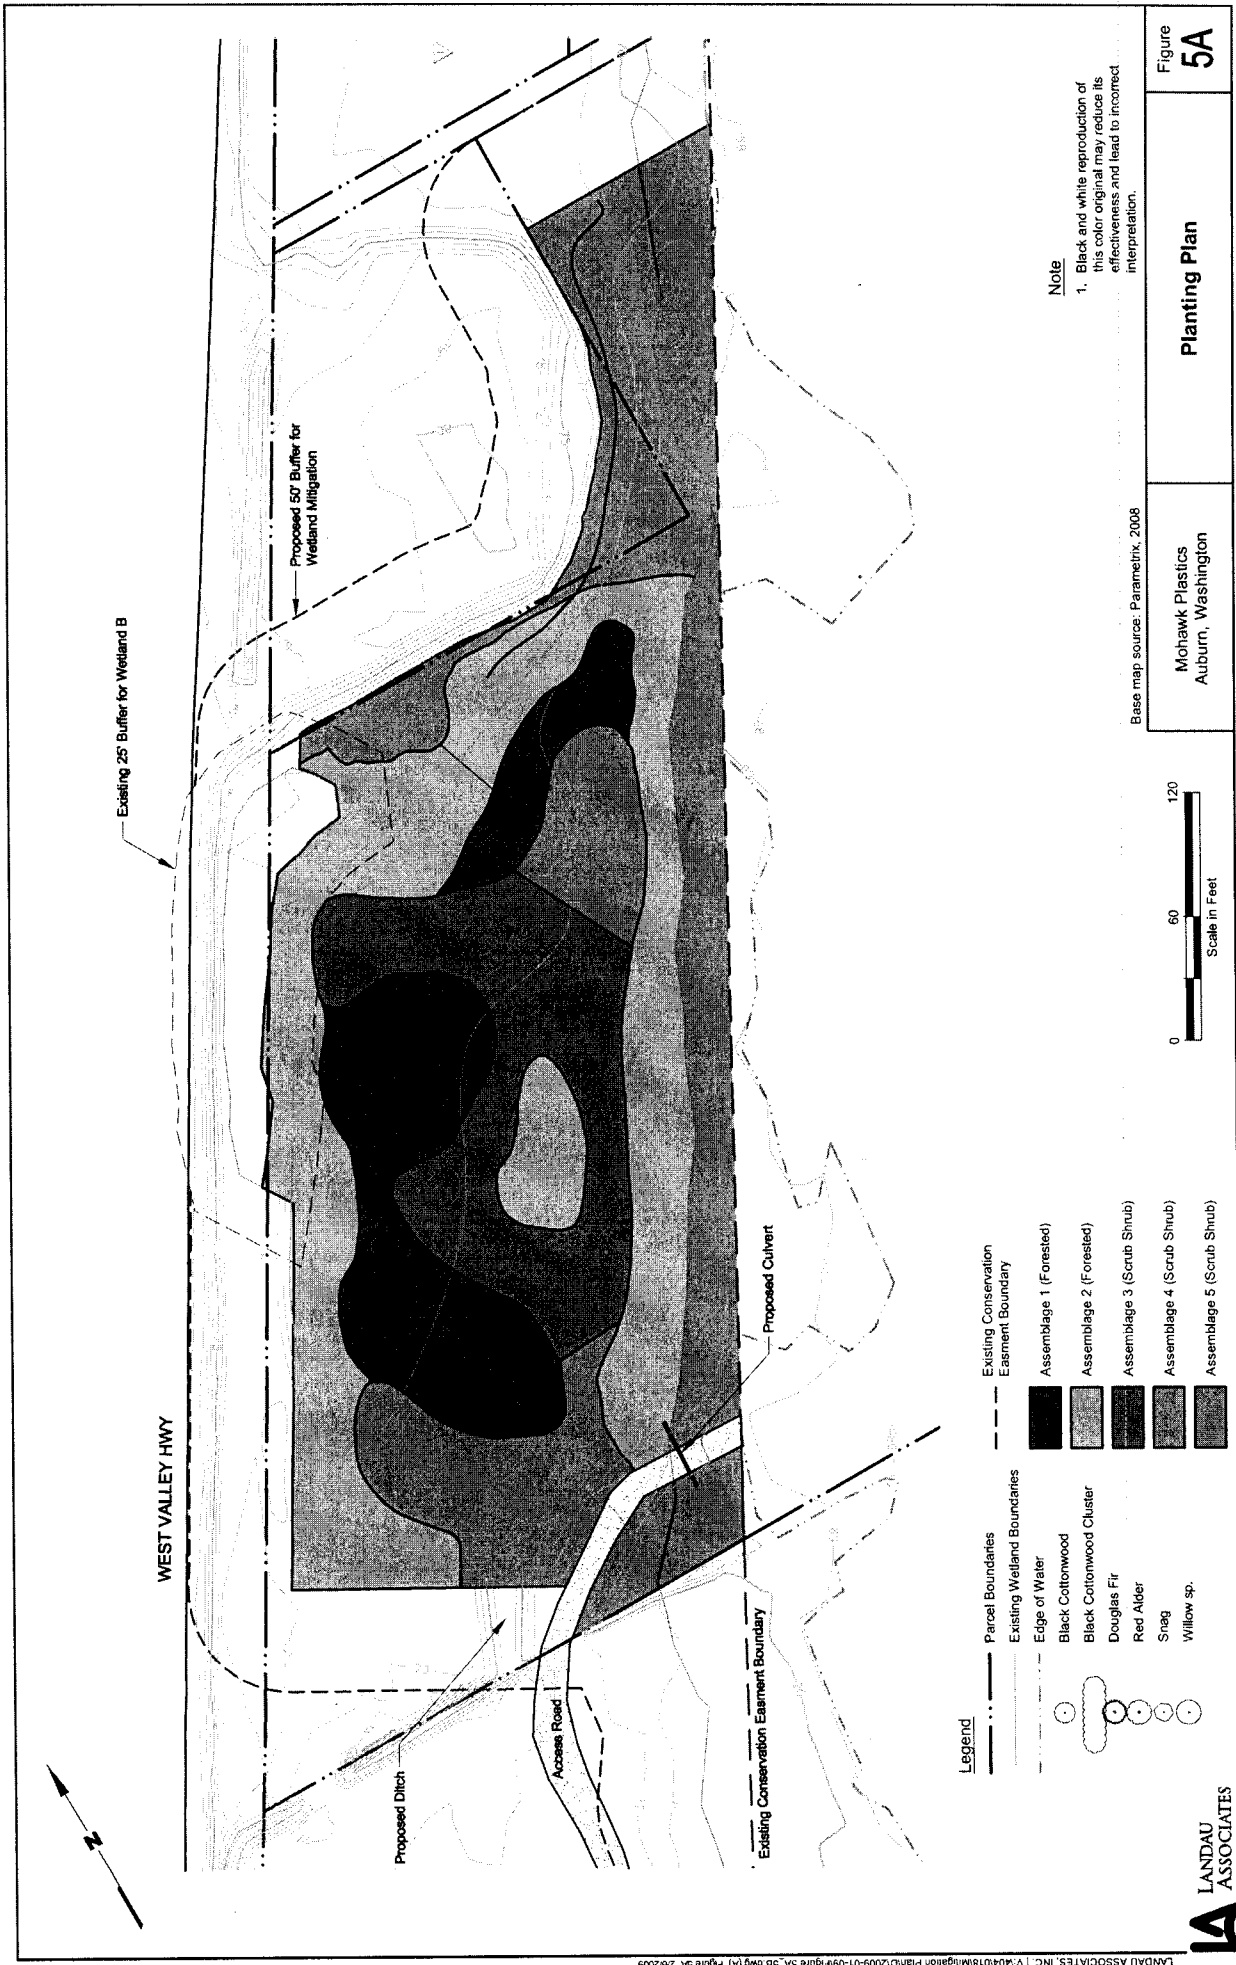 Existing 25' Buffer for Wetland B
Proposed 50' Buffer for
Wetland Mitigation
WEST VALLEY HWY
N
Proposed Ditch
Access Road
Proposed Culvert
Existing Conservation Easment Boundary
Legend
Parcel Boundaries
Existing Wetland Boundaries
Edge of Water
Black Cottonwood
Black Cottonwood Cluster
Douglas Fir
Red Alder
Snag
Willow sp.
Existing Conservation
Easment Boundary
Assemblage 1 (Forested)
Assemblage 2 (Forested)
Assemblage 3 (Scrub Shrub)
Assemblage 4 (Scrub Shrub)
Assemblage 5 (Scrub Shrub)
0 60 120
Scale in Feet
Note
1. Black and white reproduction of
this color original may reduce its
effectiveness and lead to incorrect
interpretation.
Base map source: Parametrix, 2008
LANDAU
ASSOCIATES
Mohawk Plastics
Auburn, Washington
Planting Plan
Figure
5A